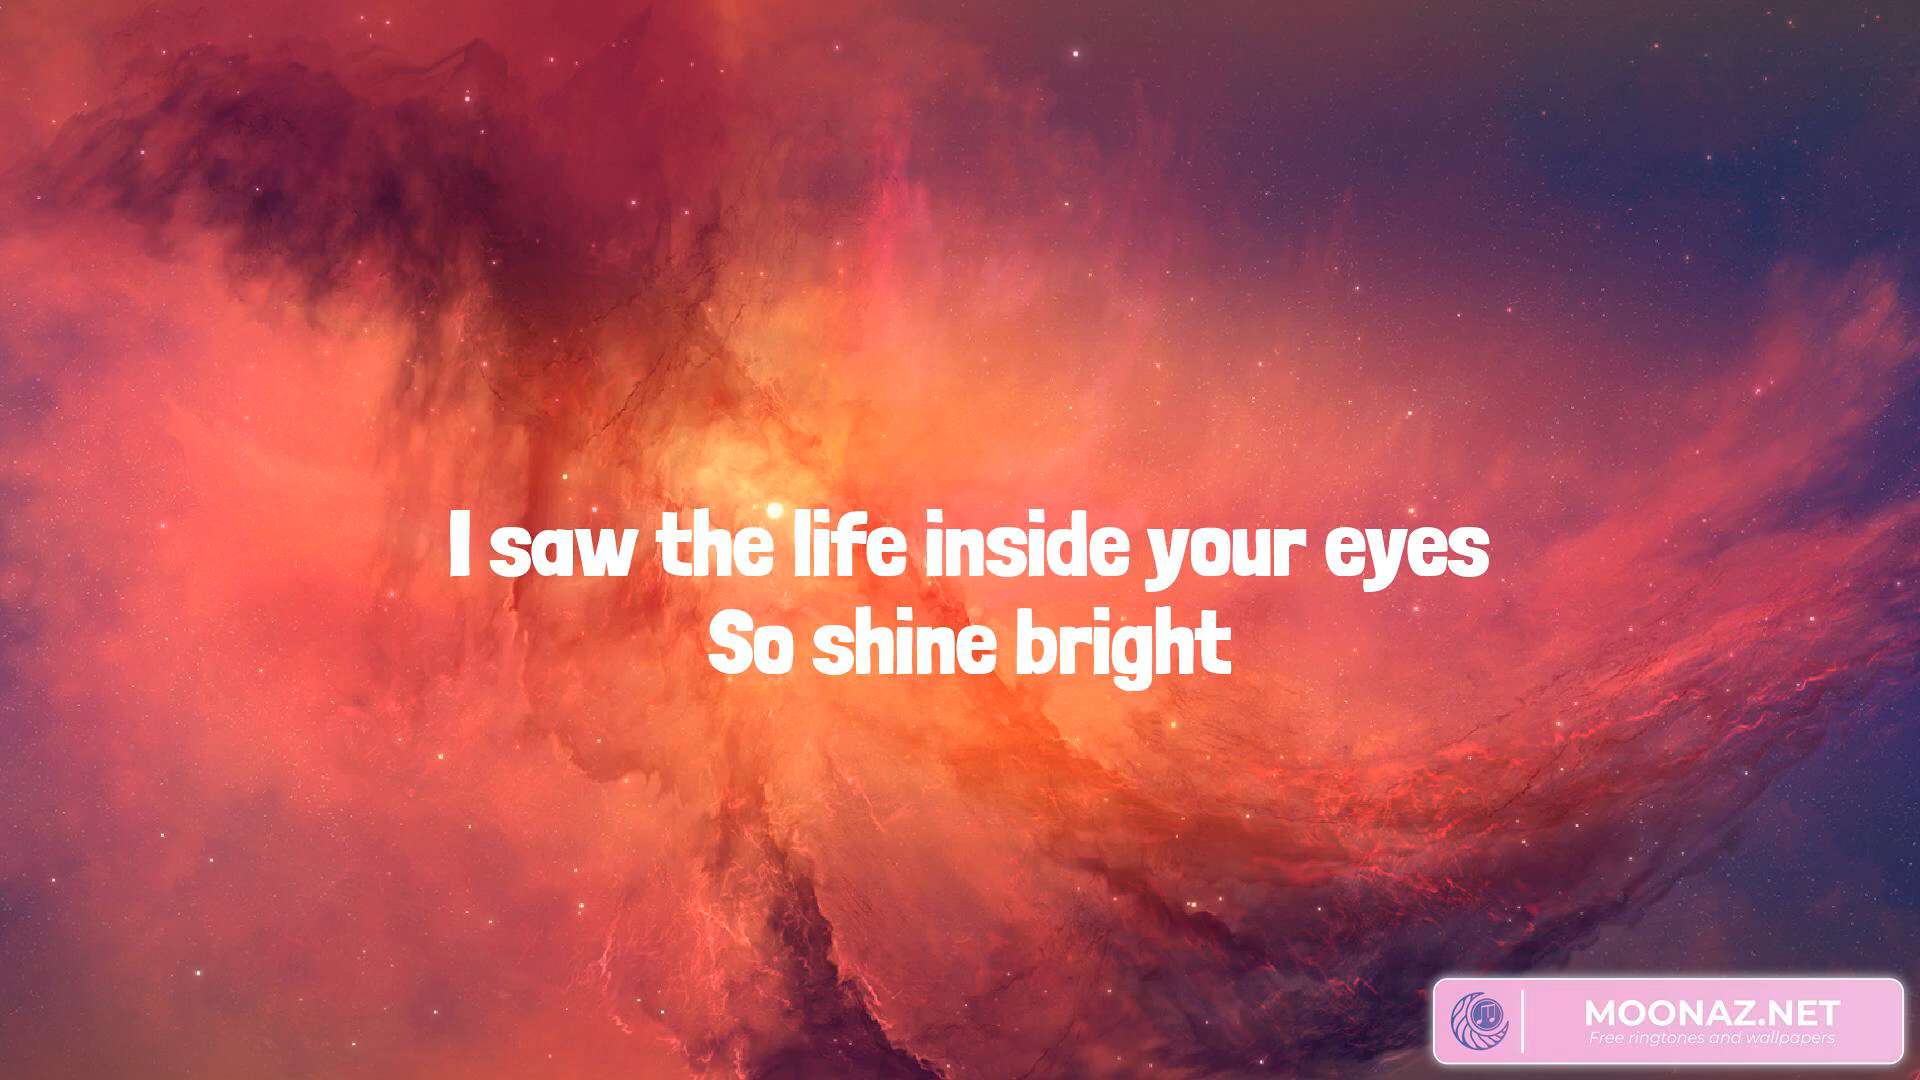 I saw the life inside your eyes
So shine bright
MOONAZ.NET
Free ringtones and wallpapers